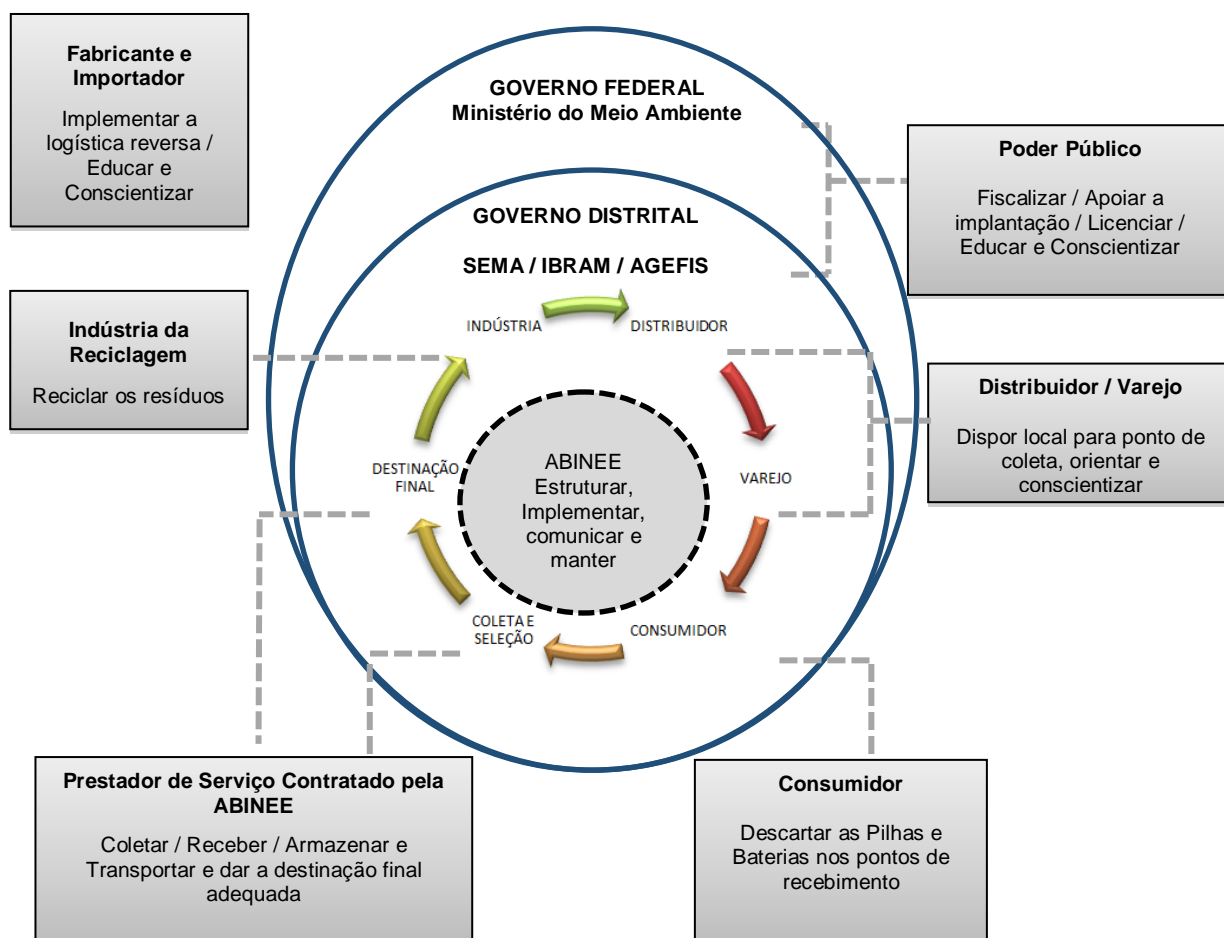 Fabricante e
Importador
Implementar a
logística reversa /
Educar e
Conscientizar
GOVERNO FEDERAL
Ministério do Meio Ambiente
Poder Público
Fiscalizar / Apoiar a
implantação / Licenciar /
Educar e Conscientizar
GOVERNO DISTRITAL
SEMA / IBRAM / AGEFIS
INDÚSTRIA
DISTRIBUIDOR
Indústria da
Reciclagem
Reciclar os resíduos
Distribuidor / Varejo
Dispor local para ponto de
coleta, orientar e
conscientizar
DESTINAÇÃO
FINAL
ABINEE
Estruturar,
Implementar,
comunicar e
manter
VAREJO
COLETA E
SELEÇÃO
CONSUMIDOR
Prestador de Serviço Contratado pela
ABINEE
Coletar / Receber / Armazenar e
Transportar e dar a destinação final
adequada
Consumidor
Descartar as Pilhas e
Baterias nos pontos de
recebimento